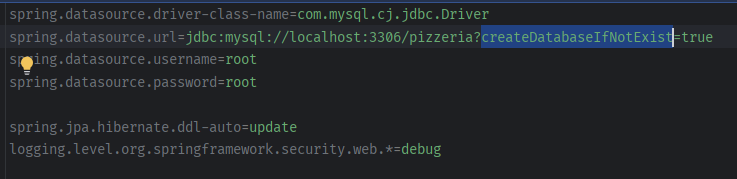 spring.datasource.driver-class-name=com.mysql.cj.jdbc.Driver
spring.datasource.url=jdbc:mysql://localhost:3306/pizzeria?createDatabaseIfNotExist=true
spring.datasource.username=root
spring.datasource.password=root
spring.jpa.hibernate.ddl-auto=update
logging.level.org.springframework.security.web.*=debug